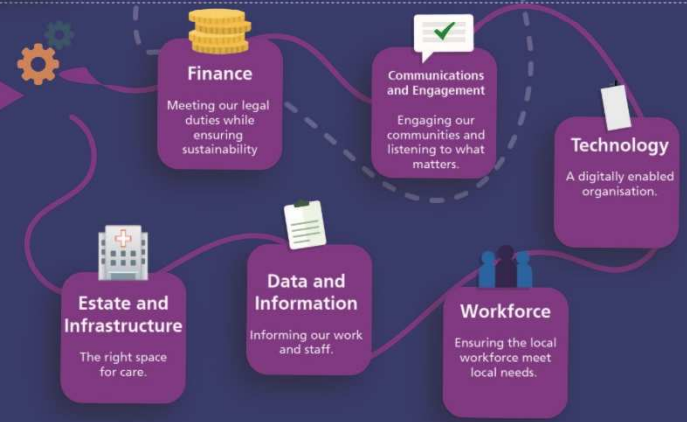 Finance
Meeting our legal
duties while
ensuring
sustainability
Communications
and Engagement
Engaging our
communities and
listening to what
matters.
Technology
A digitally enabled
organisation.
Estate and
Infrastructure
The right space
for care.
Data and
Information
Informing our work
and staff.
Workforce
Ensuring the local
workforce meet
local needs.